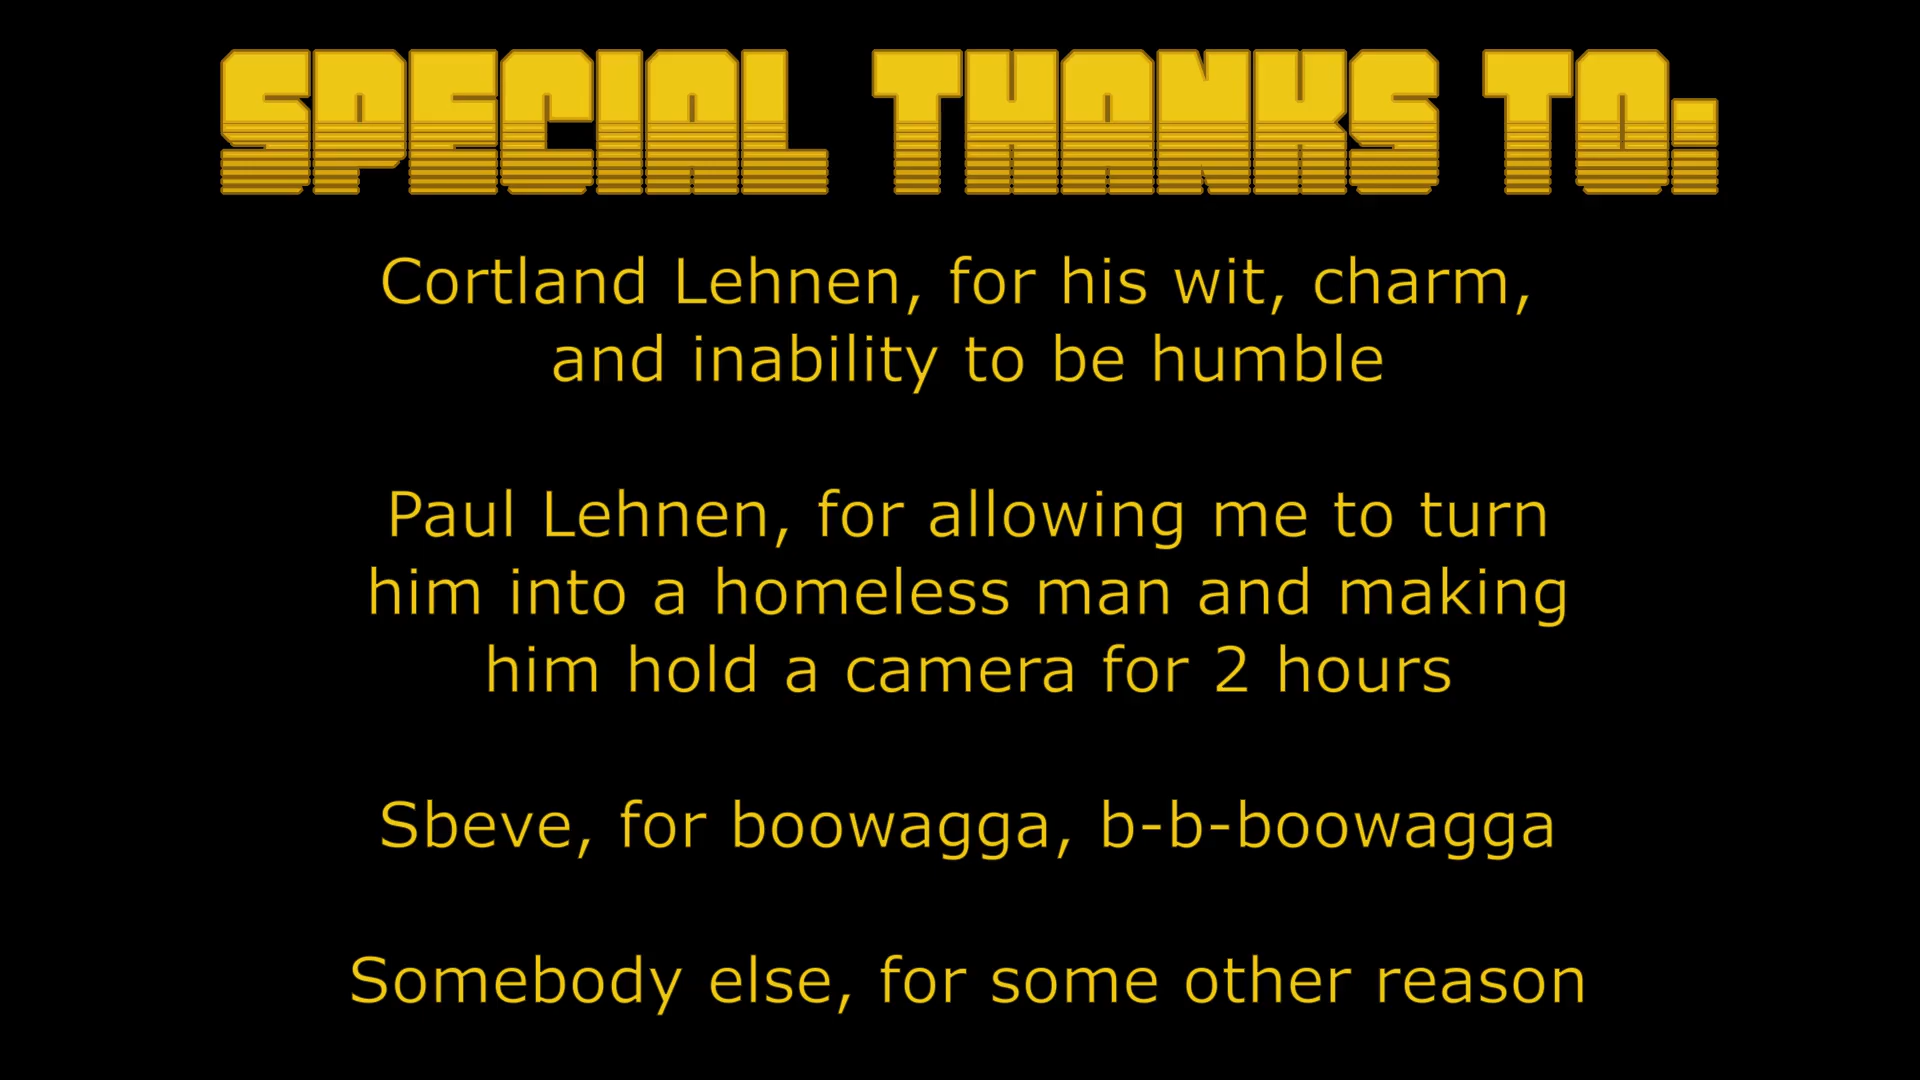 SPECIAL THANKS TO:
Cortland Lehnen, for his wit, charm,
and inability to be humble
Paul Lehnen, for allowing me to turn
him into a homeless man and making
him hold a camera for 2 hours
Sbeve, for boowagga, b-b-boowagga
Somebody else, for some other reason